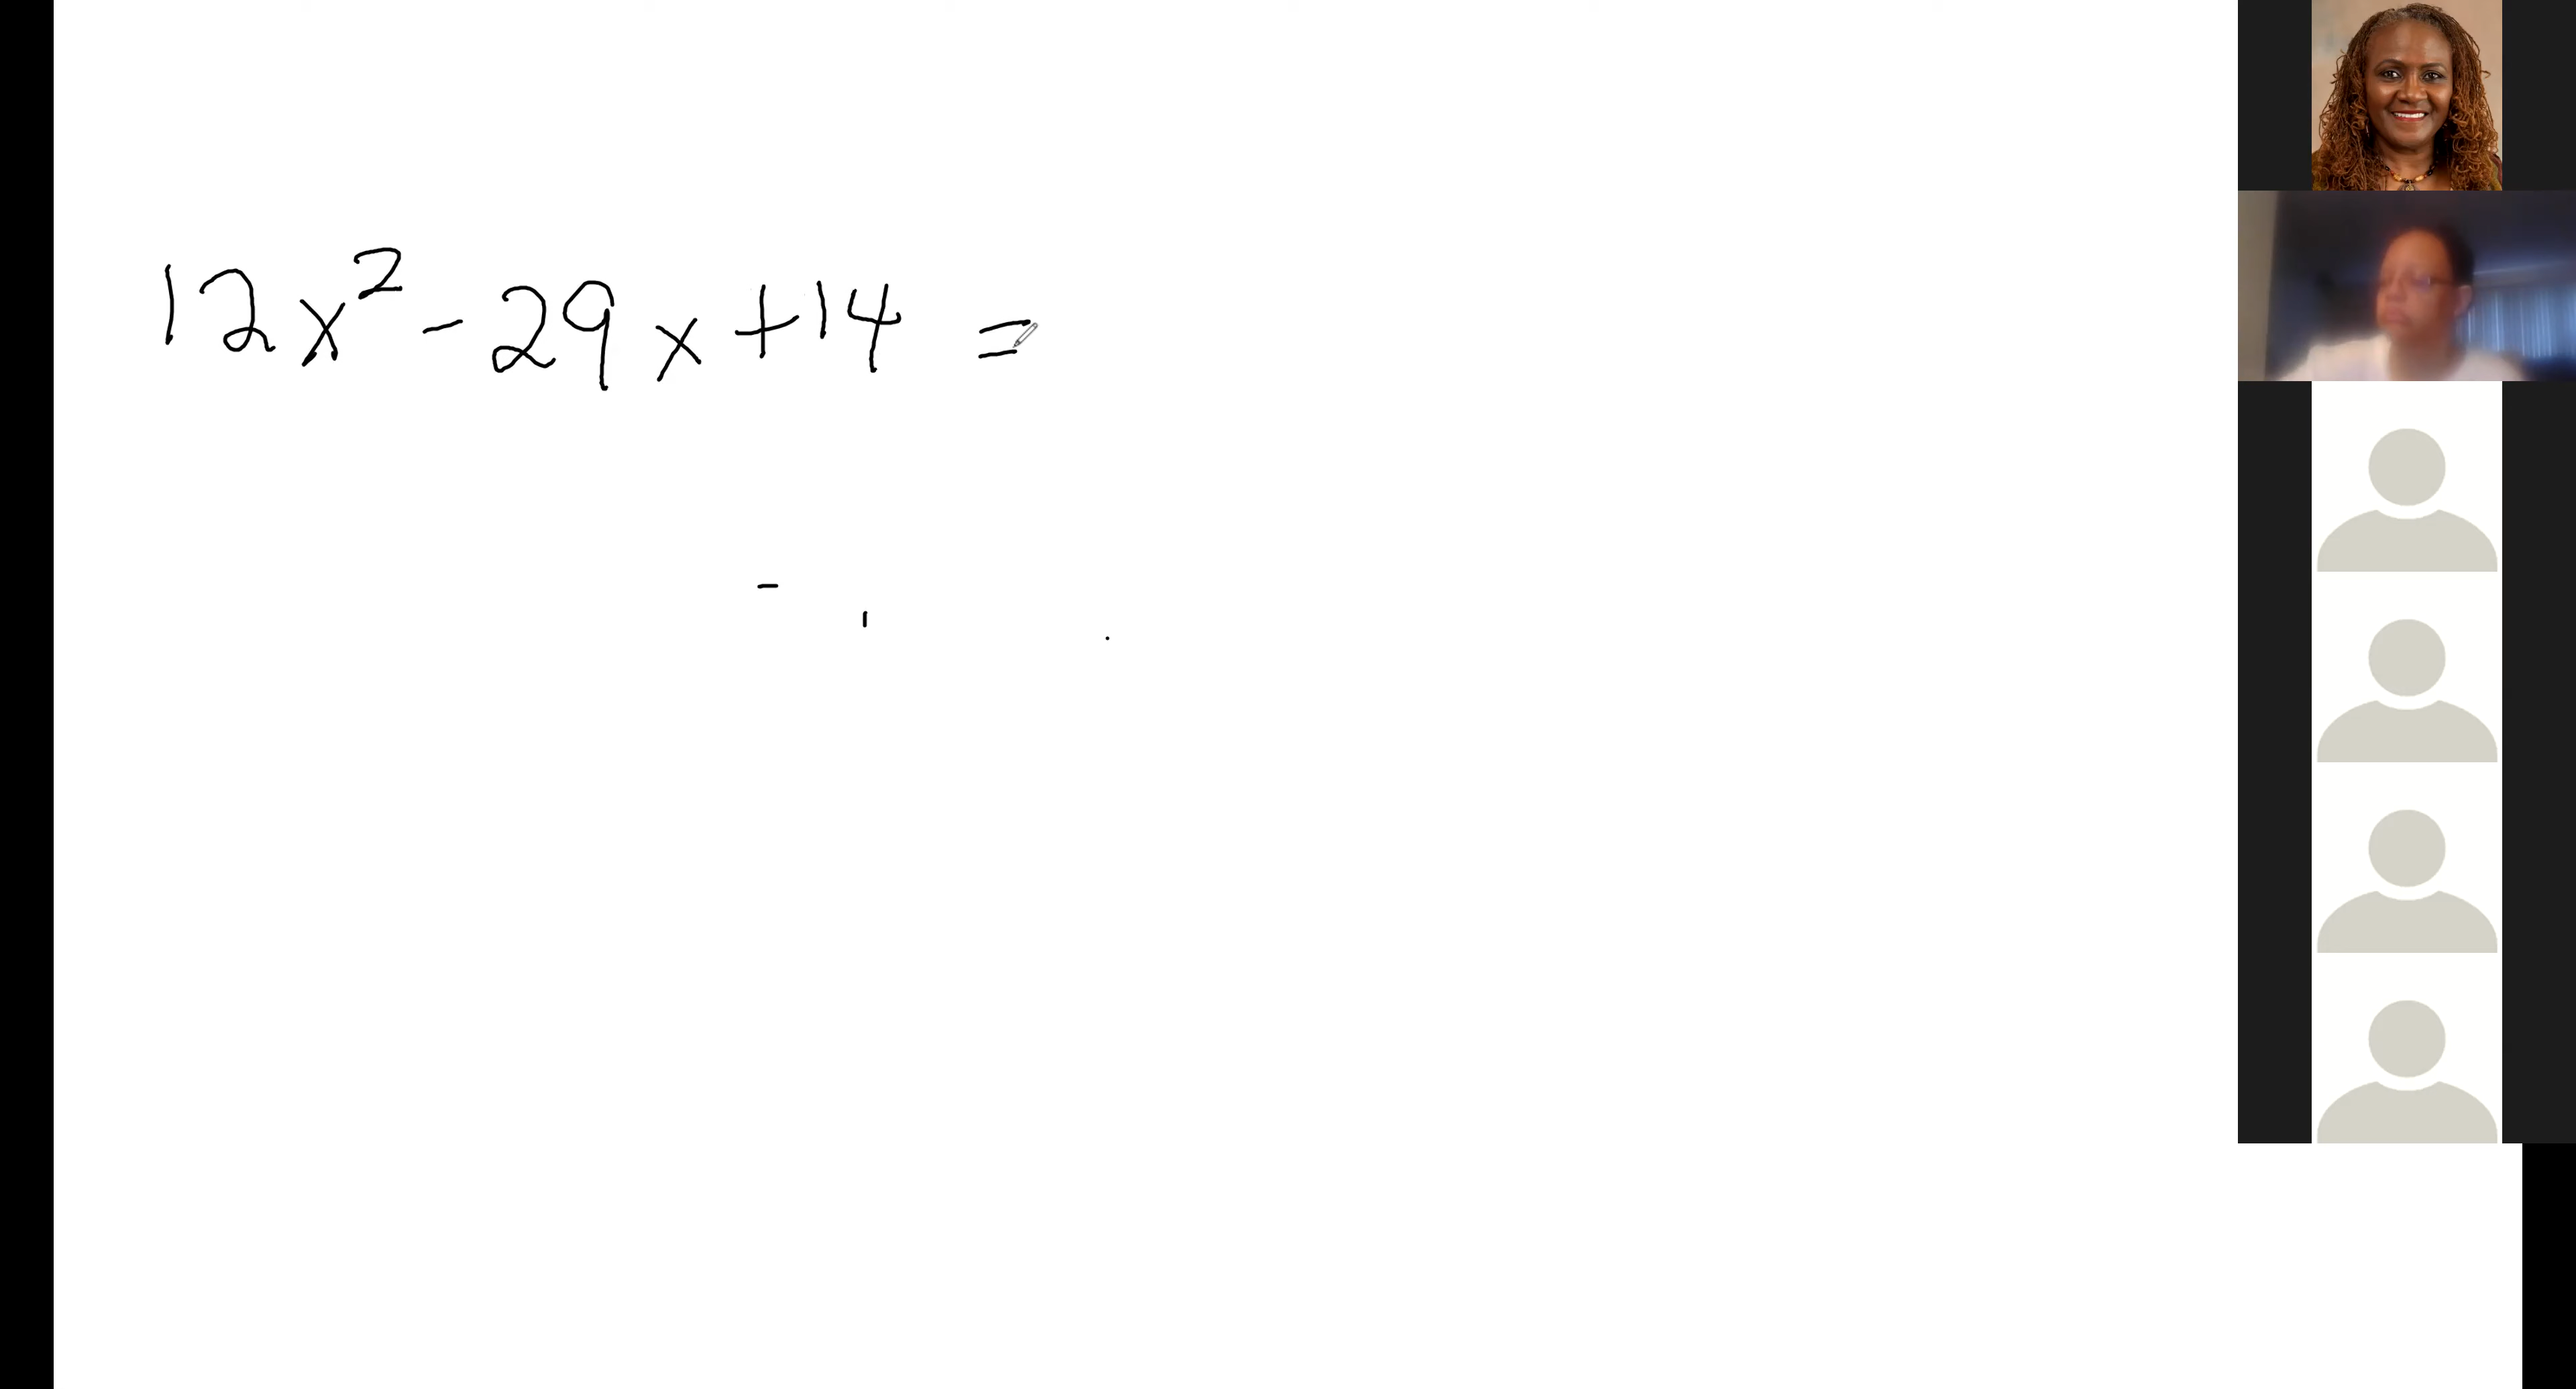 12x² - 29x + 14 =